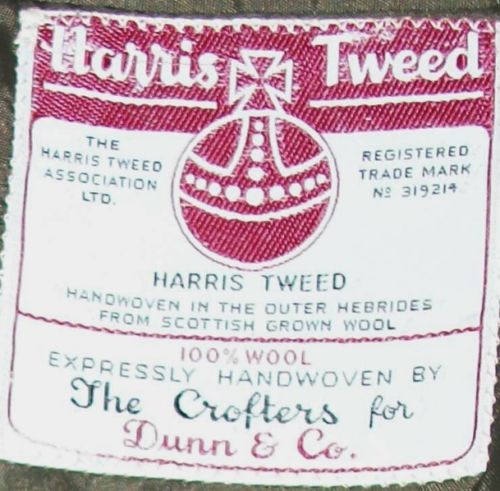 Harris Tweed
THE
HARRIS TWEED
ASSOCIATION
LTD.
REGISTERED
TRADE MARK
Nº 319214
HARRIS TWEED
HANDWOVEN IN THE OUTER HEBRIDES
FROM SCOTTISH GROWN WOOL
100% WOOL
EXPRESSLY HANDWOVEN BY
The Crofters for
Dunn & Co.